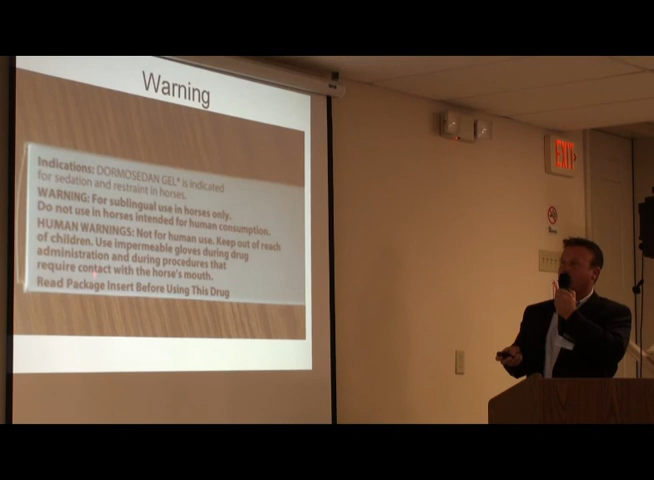 Warning
Indications: DORMOSEDAN GEL® is indicated
for sedation and restraint in horses.
WARNING: For sublingual use in horses only.
Do not use in horses intended for human consumption.
HUMAN WARNINGS: Not for human use. Keep out of reach
of children. Use impermeable gloves during drug
administration and during procedures that
require contact with the horse's mouth.
Read Package Insert Before Using This Drug
EXIT